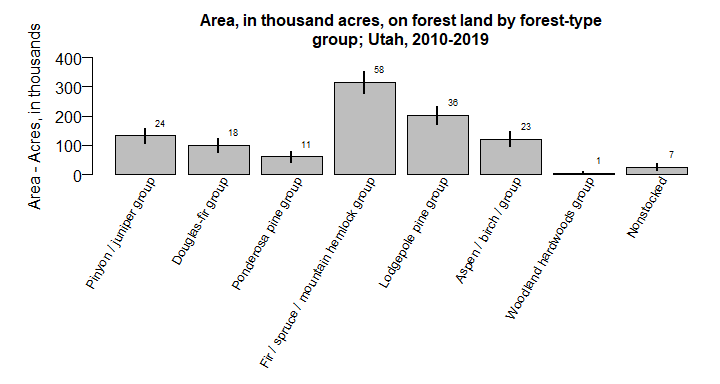 Area, in thousand acres, on forest land by forest-type
group; Utah, 2010-2019
Area - Acres, in thousands
400
300
200
100
0
24
18
11
58
36
23
1
7
Pinyon / juniper group
Douglas-fir group
Ponderosa pine group
Fir / spruce / mountain hemlock group
Lodgepole pine group
Aspen / birch / group
Woodland hardwoods group
Nonstocked